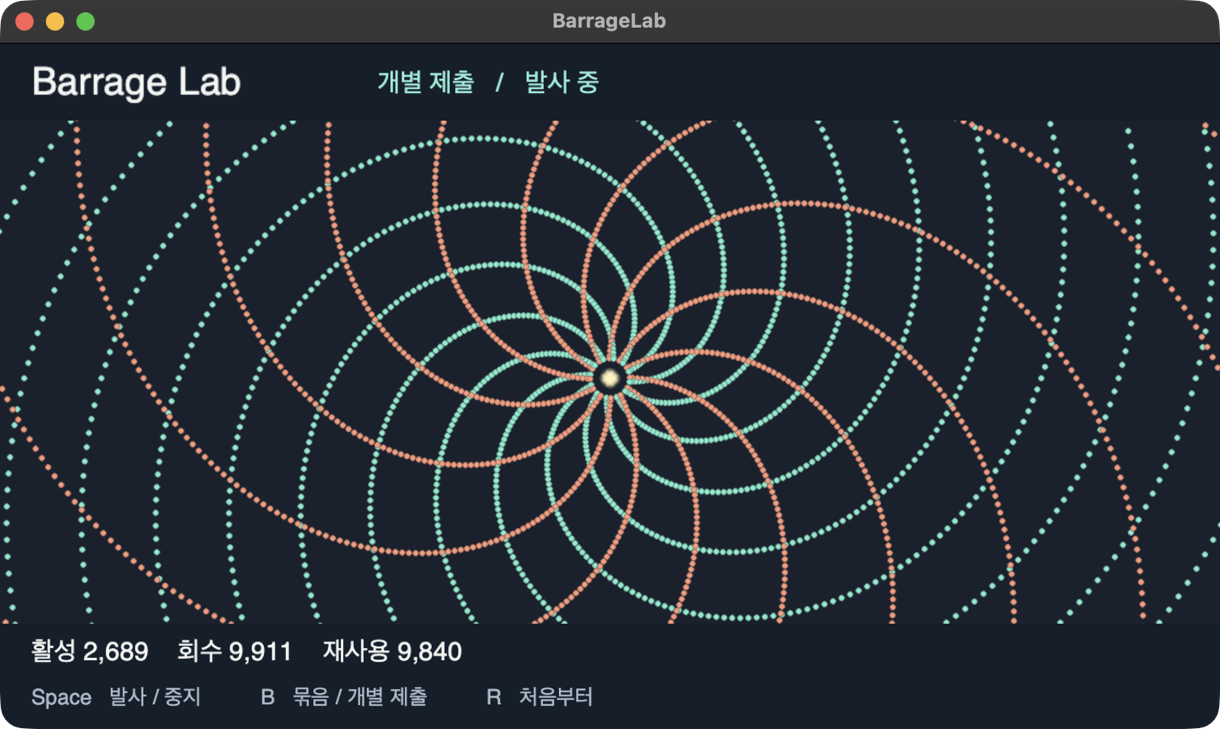 BarrageLab
Barrage Lab 개별 제출 / 발사 중
활성 2,689 회수 9,911 재사용 9,840
Space 발사 / 중지 B 묶음 / 개별 제출 R 처음부터